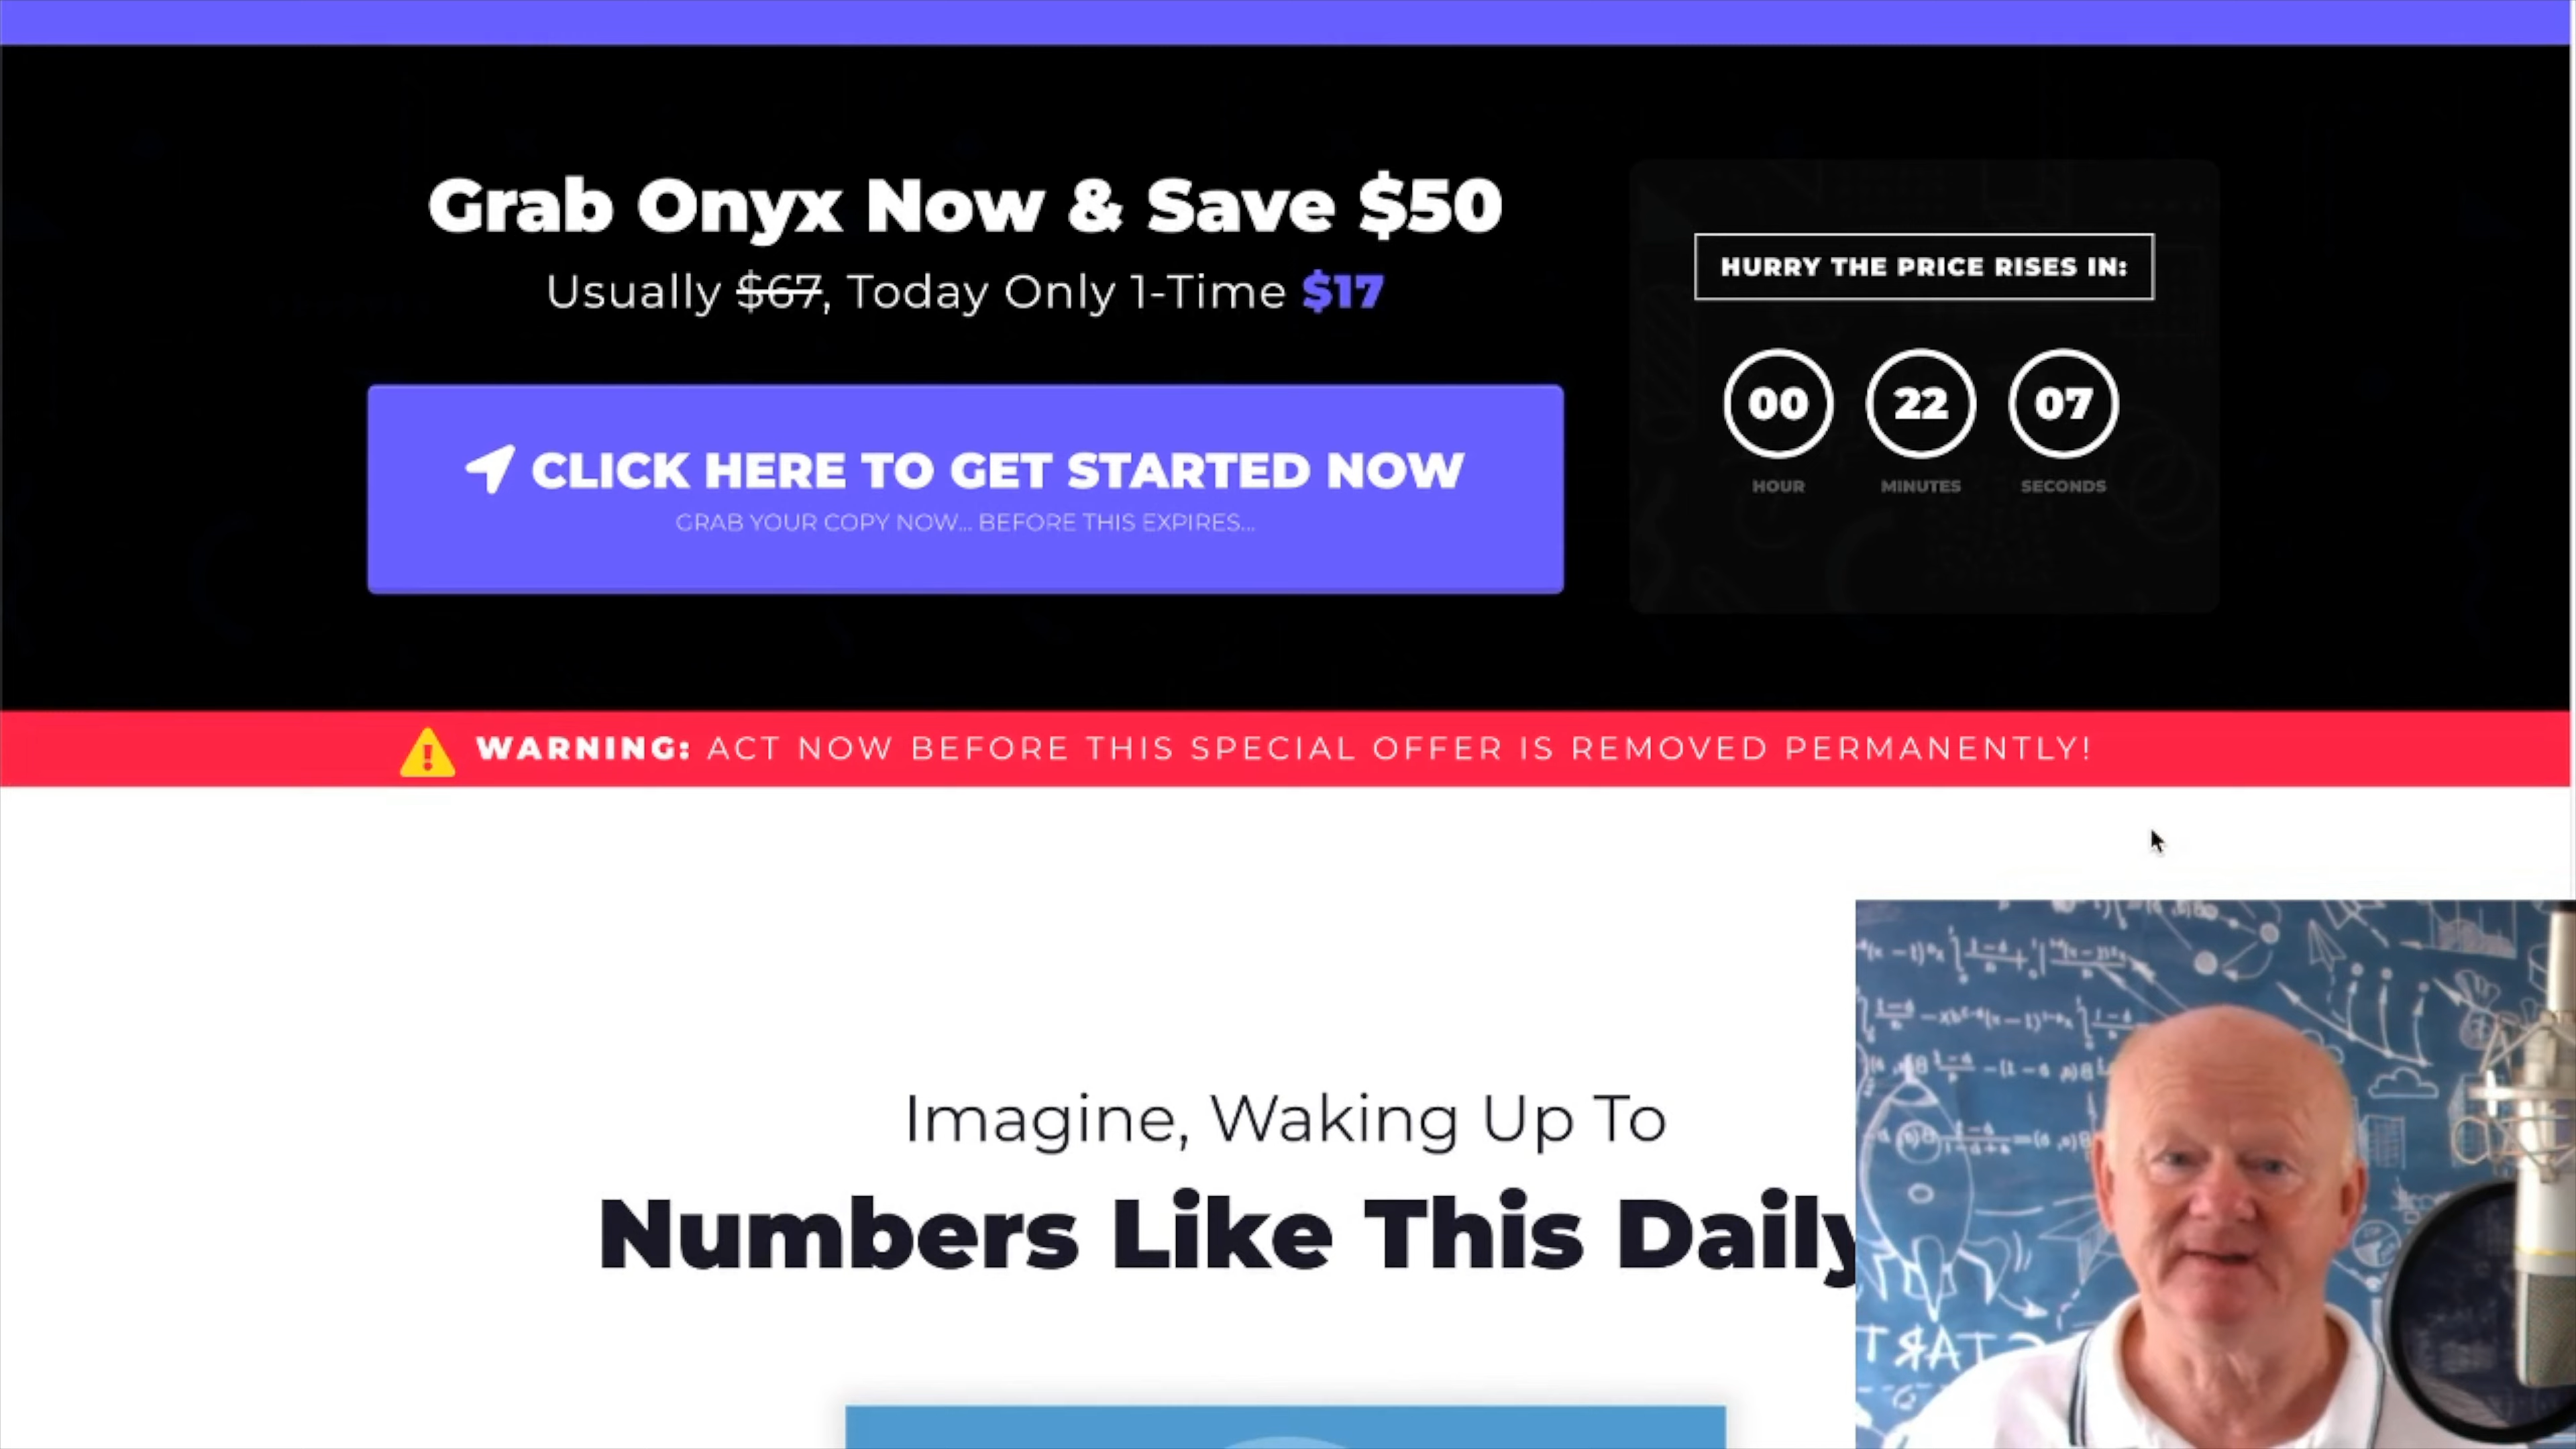 Grab Onyx Now & Save $50
Usually $67, Today Only 1-Time $17
CLICK HERE TO GET STARTED NOW
GRAB YOUR COPY NOW... BEFORE THIS EXPIRES...
HURRY THE PRICE RISES IN:
00 22 07
HOUR MINUTES SECONDS
WARNING: ACT NOW BEFORE THIS SPECIAL OFFER IS REMOVED PERMANENTLY!
Imagine, Waking Up To
Numbers Like This Daily